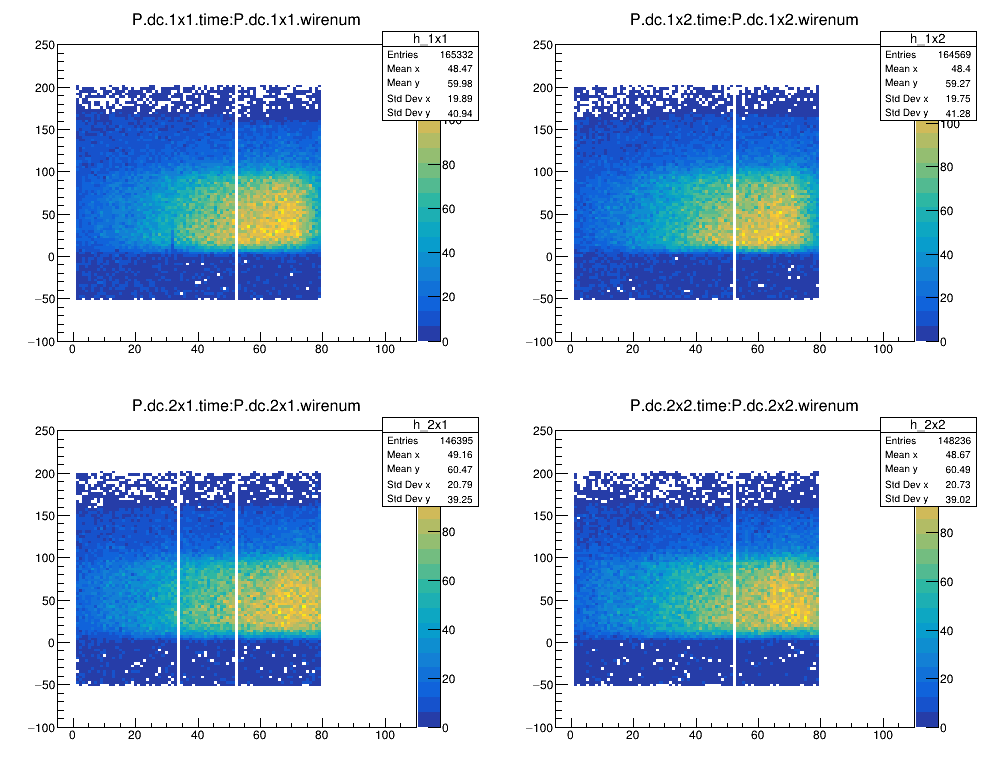 P.dc.1x1.time:P.dc.1x1.wirenum
h_1x1
Entries 165332
Mean x 48.47
Mean y 59.98
Std Dev x 19.89
Std Dev y 40.94
250
200
150
100
50
0
−50
−100
0 20 40 60 80 100
100
80
60
40
20
0
P.dc.1x2.time:P.dc.1x2.wirenum
h_1x2
Entries 164569
Mean x 48.4
Mean y 59.27
Std Dev x 19.75
Std Dev y 41.28
250
200
150
100
50
0
−50
−100
0 20 40 60 80 100
100
80
60
40
20
0
P.dc.2x1.time:P.dc.2x1.wirenum
h_2x1
Entries 146395
Mean x 49.16
Mean y 60.47
Std Dev x 20.79
Std Dev y 39.25
250
200
150
100
50
0
−50
−100
0 20 40 60 80 100
80
60
40
20
0
P.dc.2x2.time:P.dc.2x2.wirenum
h_2x2
Entries 148236
Mean x 48.67
Mean y 60.49
Std Dev x 20.73
Std Dev y 39.02
250
200
150
100
50
0
−50
−100
0 20 40 60 80 100
80
60
40
20
0